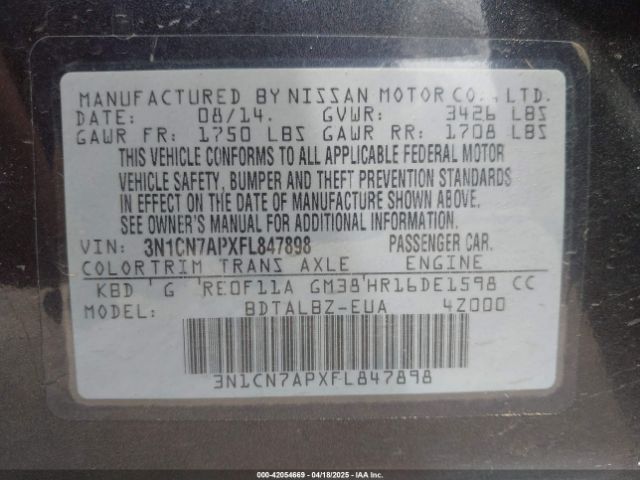 MANUFACTURED BY NISSAN MOTOR CO., LTD.
DATE: 08/14. GVWR: 3426 LBS
GAWR FR: 1750 LBS GAWR RR: 1708 LBS
THIS VEHICLE CONFORMS TO ALL APPLICABLE FEDERAL MOTOR
VEHICLE SAFETY, BUMPER AND THEFT PREVENTION STANDARDS
IN EFFECT ON THE DATE OF MANUFACTURE SHOWN ABOVE.
SEE OWNER'S MANUAL FOR ADDITIONAL INFORMATION.
VIN: 3N1CN7APXFL847898 PASSENGER CAR.
COLORTRIM TRANS AXLE ENGINE
KBD G RE0F11A GM38 HR16DE1598 CC
MODEL: BDTALBZ-EUA 4Z000
3N1CN7APXFL847898
000-42054669 - 04/18/2025 - IAA Inc.